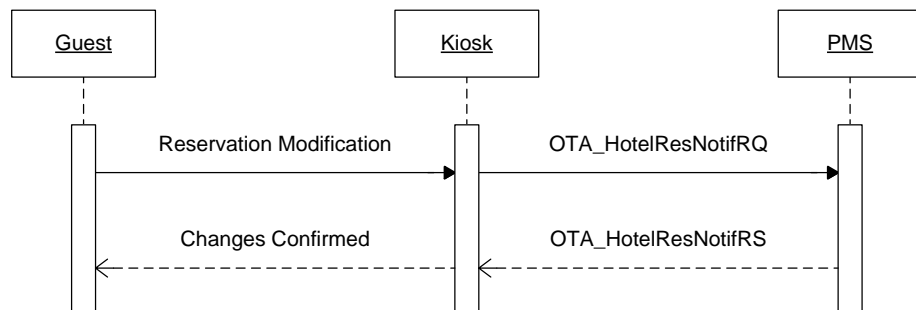 Guest
Kiosk
PMS
Reservation Modification
OTA_HotelResNotifRQ
Changes Confirmed
OTA_HotelResNotifRS